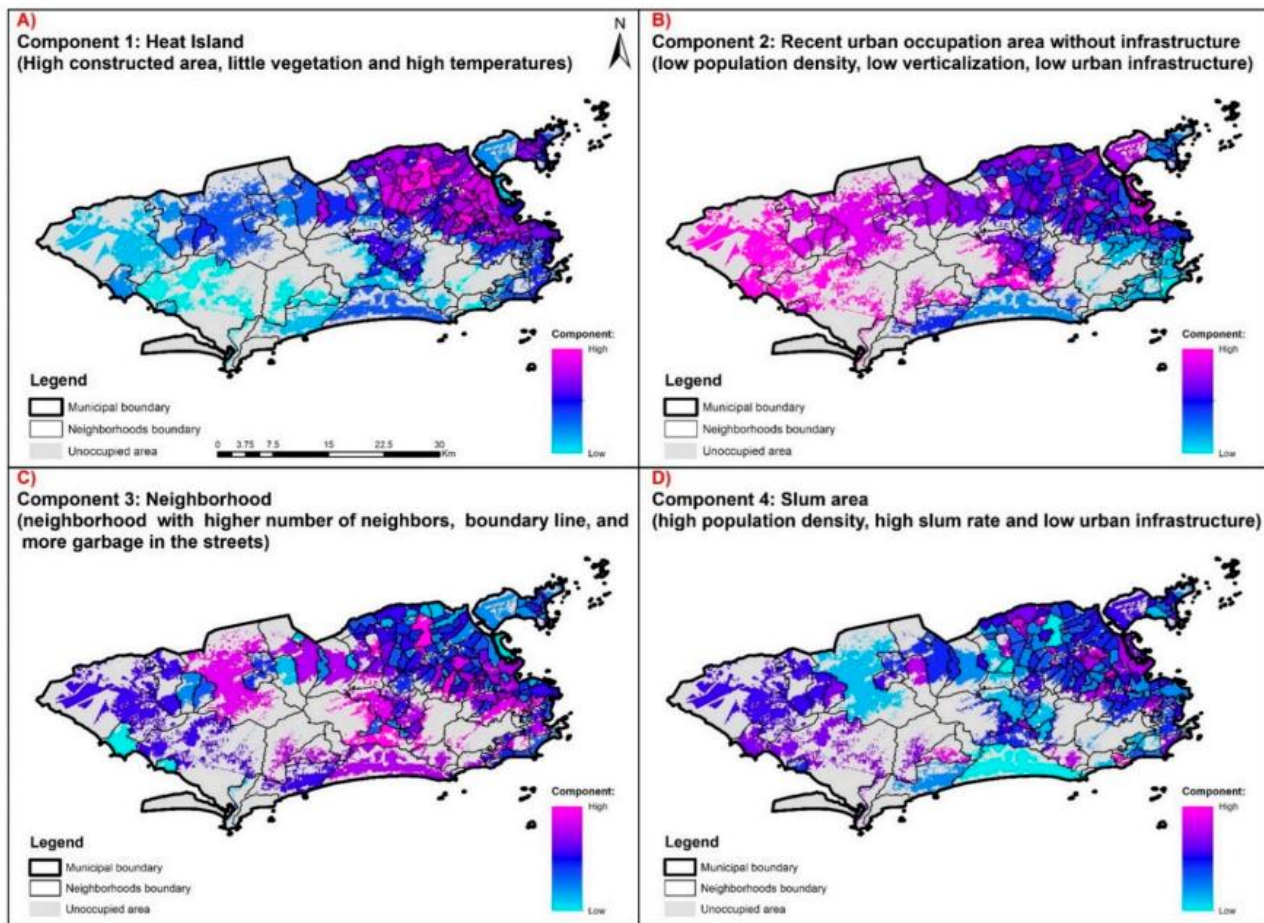 A)
Component 1: Heat Island
(High constructed area, little vegetation and high temperatures)
N
Component:
High
Low
Legend
Municipal boundary
Neighborhoods boundary
Unoccupied area
0 3.75 7.5 15 22.5 30
Km
B)
Component 2: Recent urban occupation area without infrastructure
(low population density, low verticalization, low urban infrastructure)
Component:
High
Low
Legend
Municipal boundary
Neighborhoods boundary
Unoccupied area
C)
Component 3: Neighborhood
(neighborhood with higher number of neighbors, boundary line, and
more garbage in the streets)
Component:
High
Low
Legend
Municipal boundary
Neighborhoods boundary
Unoccupied area
D)
Component 4: Slum area
(high population density, high slum rate and low urban infrastructure)
Component:
High
Low
Legend
Municipal boundary
Neighborhoods boundary
Unoccupied area